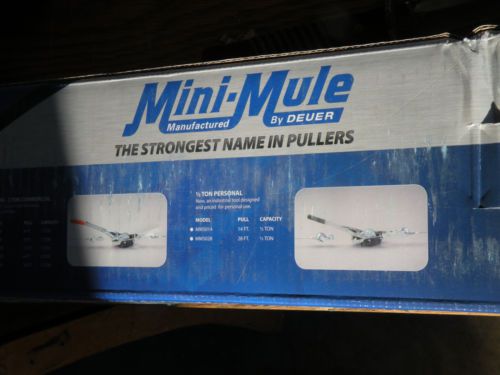 Mini-Mule
Manufactured By DEUER
THE STRONGEST NAME IN PULLERS
½ TON PERSONAL
Now, an industrial tool designed
and priced for personal use.
MODEL PULL CAPACITY
14 FT. ½ TON
28 FT. ½ TON